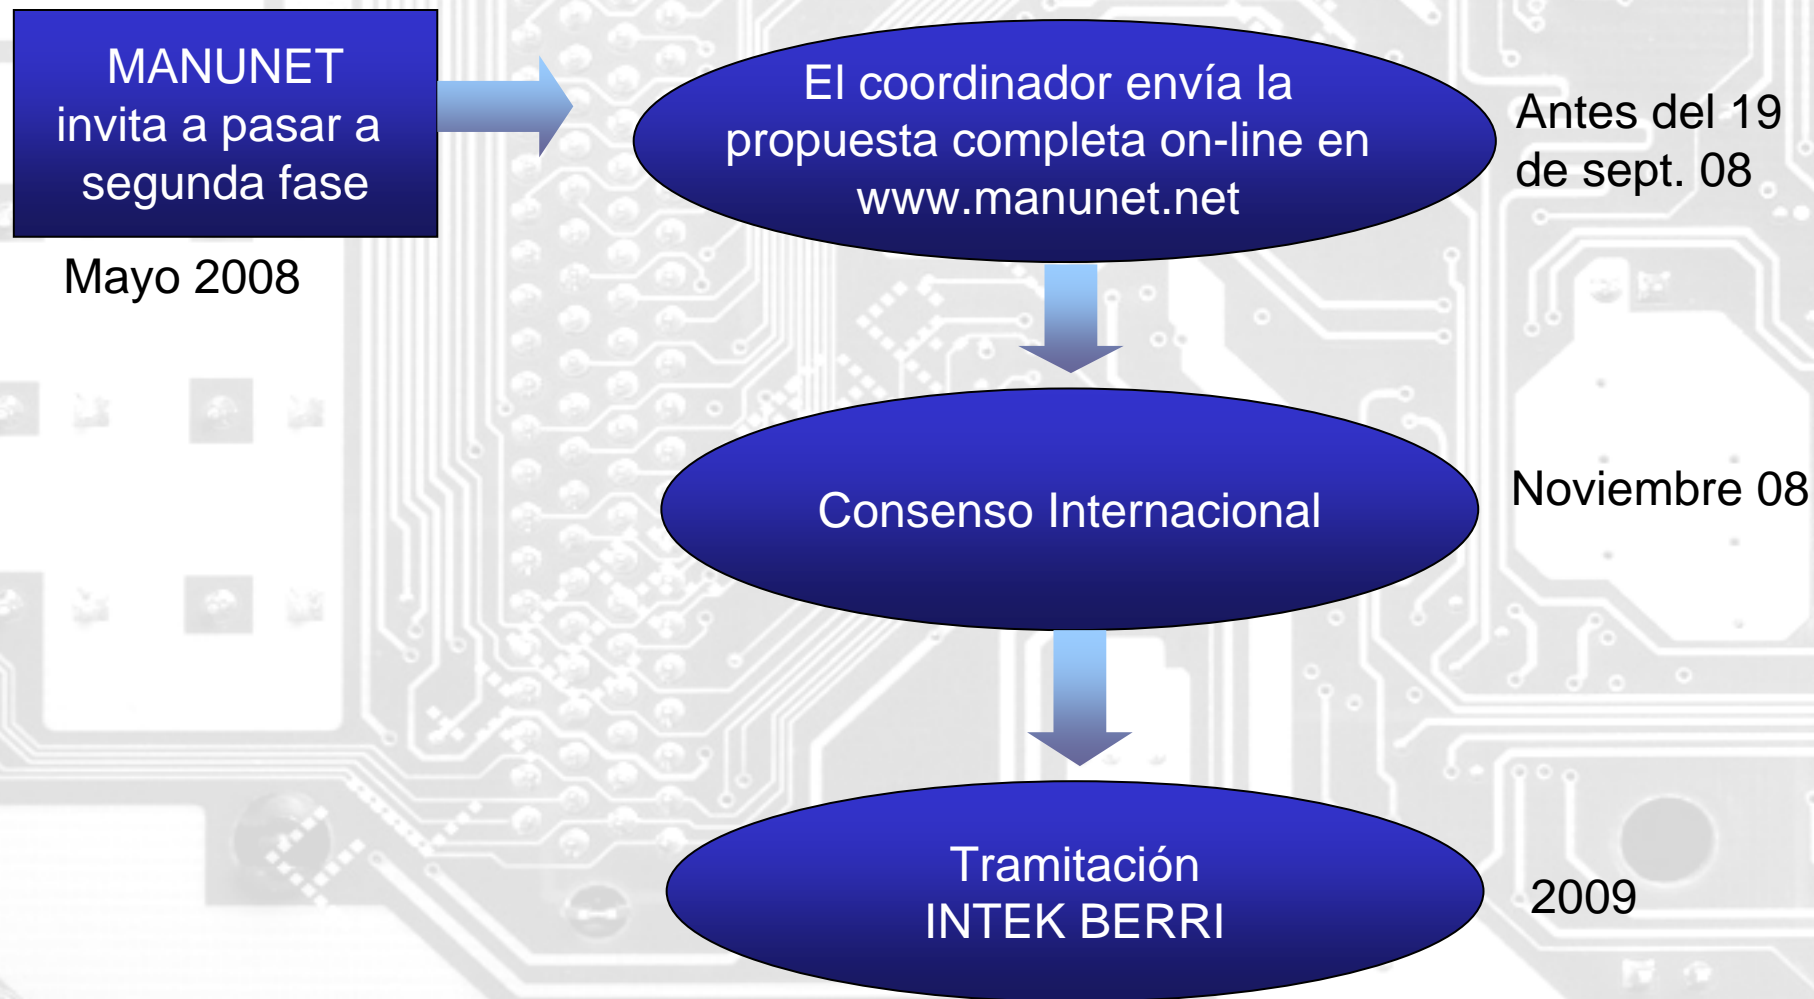 MANUNET
invita a pasar a
segunda fase
Mayo 2008
El coordinador envía la
propuesta completa on-line en
www.manunet.net
Antes del 19
de sept. 08
Consenso Internacional
Noviembre 08
Tramitación
INTEK BERRI
2009